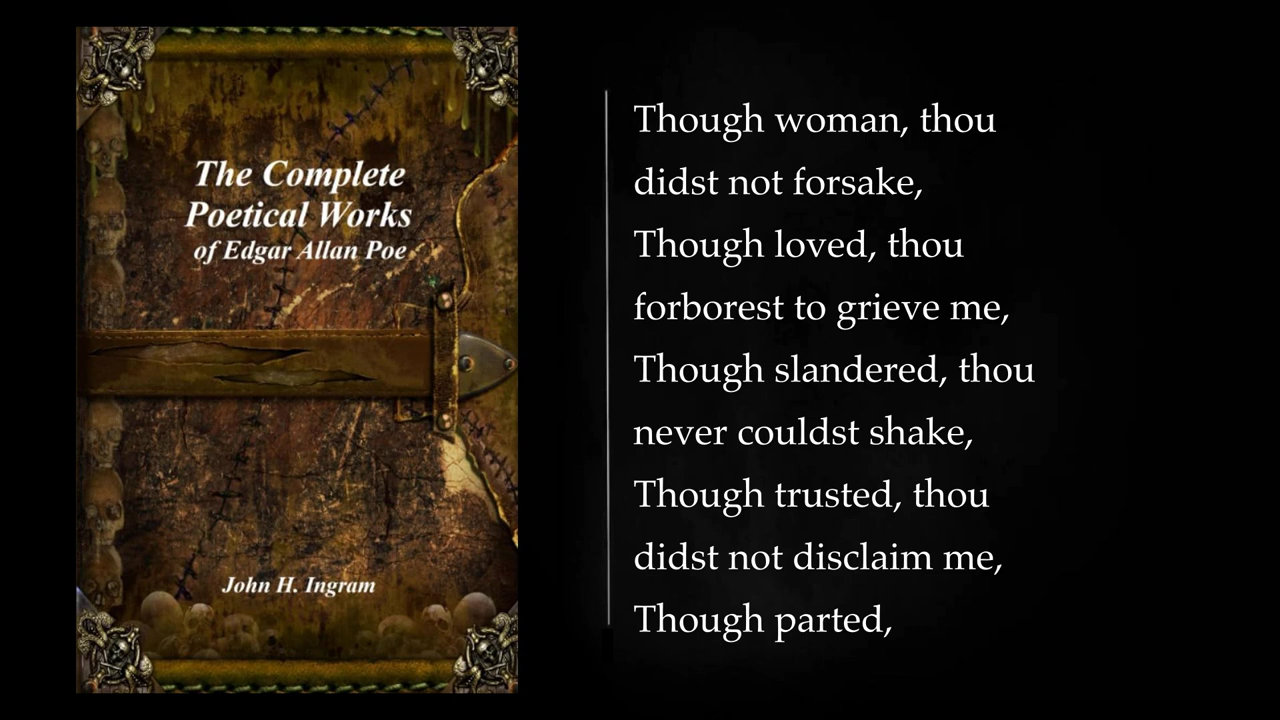 The Complete
Poetical Works
of Edgar Allan Poe
John H. Ingram
Though woman, thou
didst not forsake,
Though loved, thou
forborest to grieve me,
Though slandered, thou
never couldst shake,
Though trusted, thou
didst not disclaim me,
Though parted,